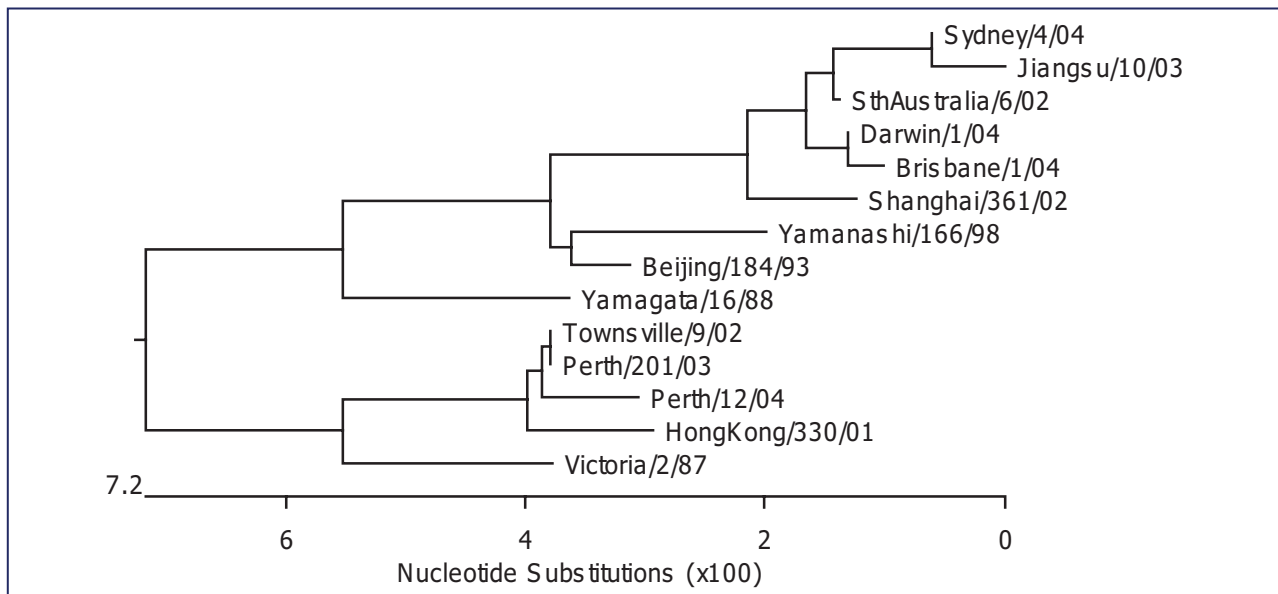 Sydney/4/04
Jiangsu/10/03
SthAustralia/6/02
Darwin/1/04
Brisbane/1/04
Shanghai/361/02
Yamanashi/166/98
Beijing/184/93
Yamagata/16/88
Townsville/9/02
Perth/201/03
Perth/12/04
HongKong/330/01
Victoria/2/87
7.2
6 4 2 0
Nucleotide Substitutions (x100)